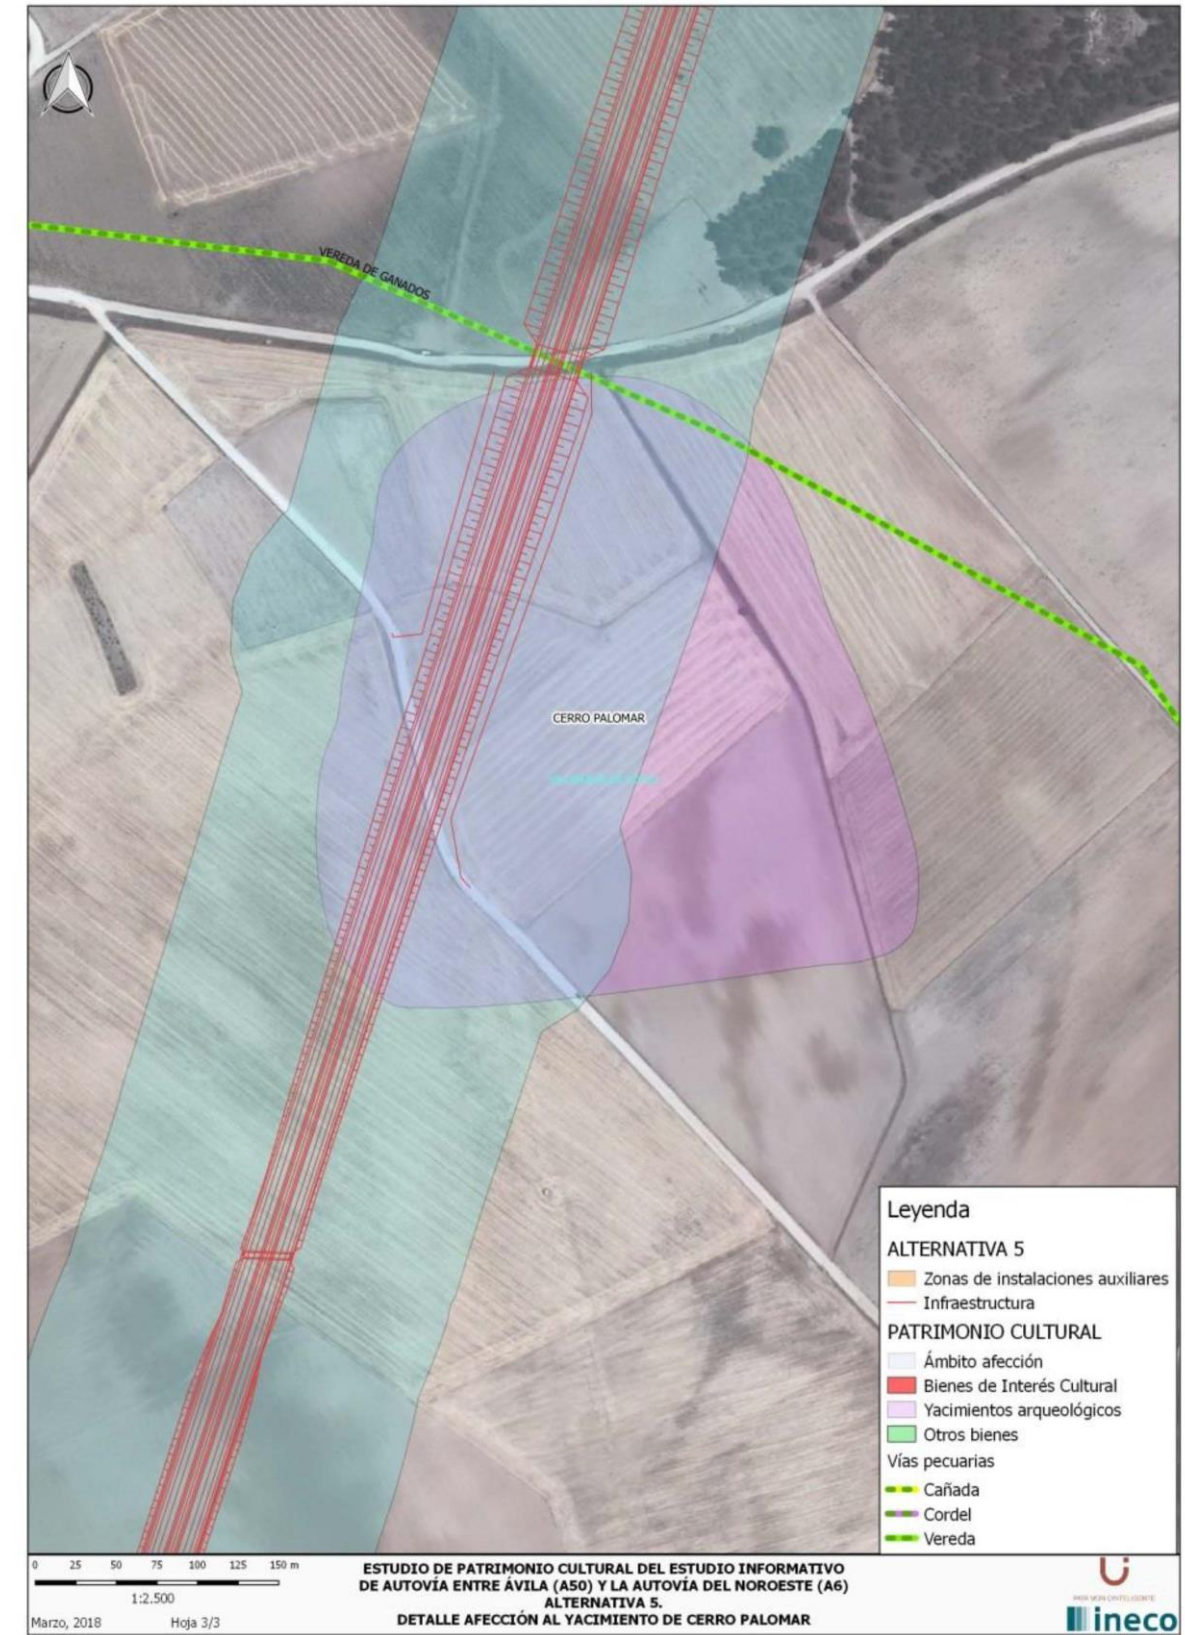 VEREDA DE GANADOS
CERRO PALOMAR
Leyenda
ALTERNATIVA 5
Zonas de instalaciones auxiliares
Infraestructura
PATRIMONIO CULTURAL
Ámbito afección
Bienes de Interés Cultural
Yacimientos arqueológicos
Otros bienes
Vías pecuarias
Cañada
Cordel
Vereda
0 25 50 75 100 125 150 m
1:2.500
Marzo, 2018 Hoja 3/3
ESTUDIO DE PATRIMONIO CULTURAL DEL ESTUDIO INFORMATIVO
DE AUTOVÍA ENTRE ÁVILA (A50) Y LA AUTOVÍA DEL NOROESTE (A6)
ALTERNATIVA 5.
DETALLE AFECCIÓN AL YACIMIENTO DE CERRO PALOMAR
ineco